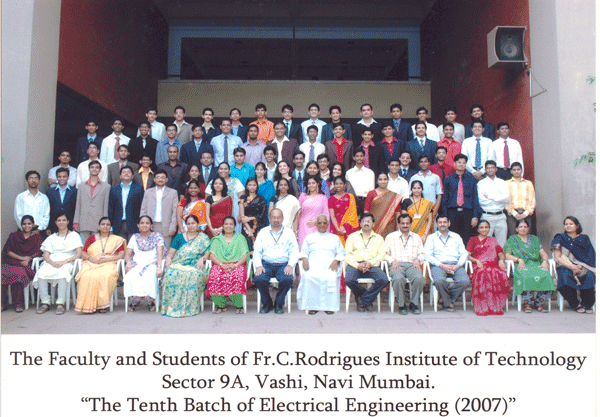 The Faculty and Students of Fr.C.Rodrigues Institute of Technology
Sector 9A, Vashi, Navi Mumbai.
“The Tenth Batch of Electrical Engineering (2007)”